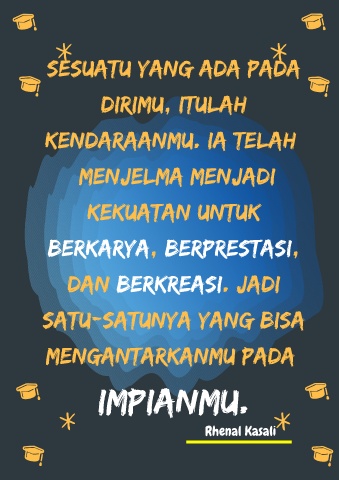 SESUATU YANG ADA PADA
DIRIMU, ITULAH
KENDARAANMU. IA TELAH
MENJELMA MENJADI
KEKUATAN UNTUK
BERKARYA, BERPRESTASI,
DAN BERKREASI. JADI
SATU-SATUNYA YANG BISA
MENGANTARKANMU PADA
IMPIANMU.
Rhenal Kasali